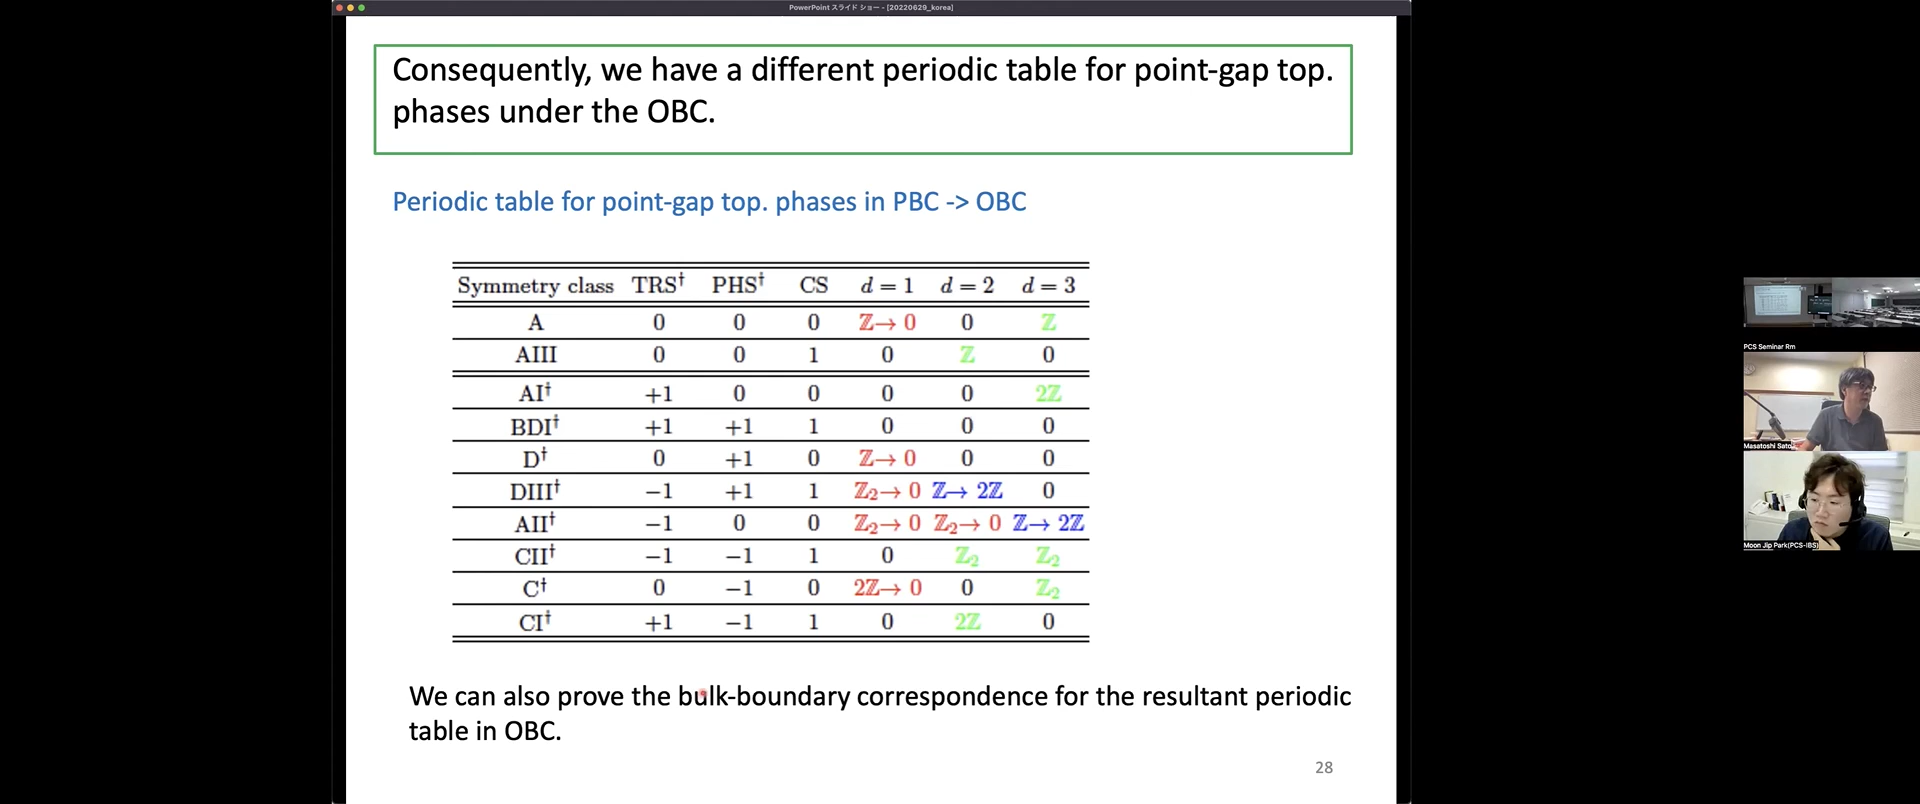 PowerPoint スライド ショー - [20220629_korea]
Consequently, we have a different periodic table for point-gap top.
phases under the OBC.
Periodic table for point-gap top. phases in PBC -> OBC
Symmetry class TRS† PHS† CS d = 1 d = 2 d = 3
A 0 0 0 ℤ→ 0 0 ℤ
AIII 0 0 1 0 ℤ 0
AI† +1 0 0 0 0 2ℤ
BDI† +1 +1 1 0 0 0
D† 0 +1 0 ℤ→ 0 0 0
DIII† −1 +1 1 ℤ₂→ 0 ℤ→ 2ℤ 0
AII† −1 0 0 ℤ₂→ 0 ℤ₂→ 0 ℤ→ 2ℤ
CII† −1 −1 1 0 ℤ₂ ℤ₂
C† 0 −1 0 2ℤ→ 0 0 ℤ₂
CI† +1 −1 1 0 2ℤ 0
We can also prove the bulk-boundary correspondence for the resultant periodic
table in OBC.
28
PCS Seminar Rm
Masatoshi Sato
Moon Jip Park(PCS-IBS)